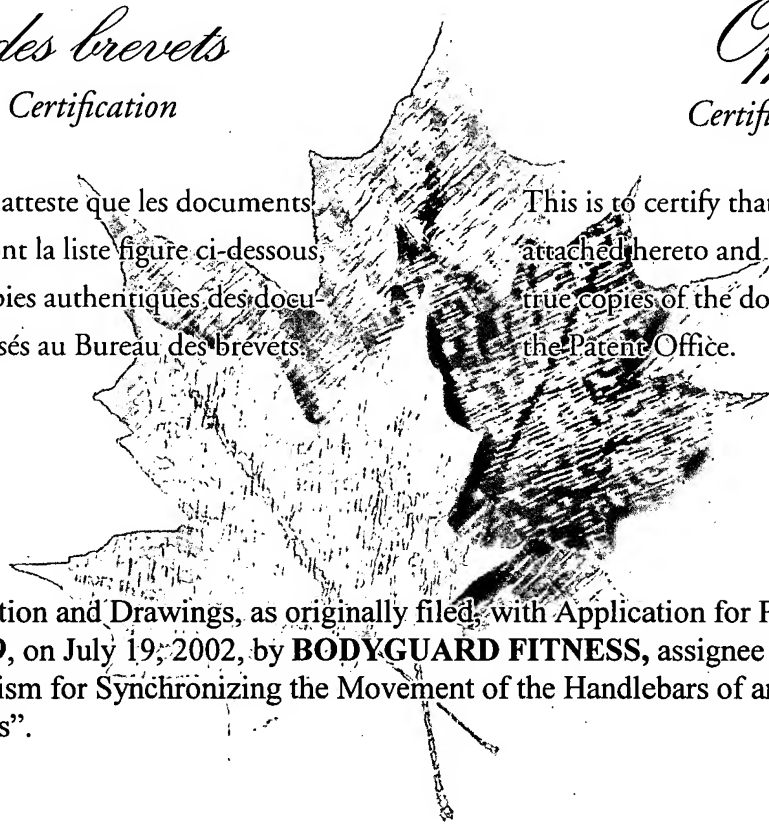 des brevets
Certification
atteste que les documents
ont la liste figure ci-dessous
pies authentiques des docu-
sés au Bureau des brevets.
Certifi
This is to certify that
attached hereto and
true copies of the do
the Patent Office.
tion and Drawings, as originally filed, with Application for
, on July 19, 2002, by BODYGUARD FITNESS, assignee
ism for Synchronizing the Movement of the Handlebars of
s”.